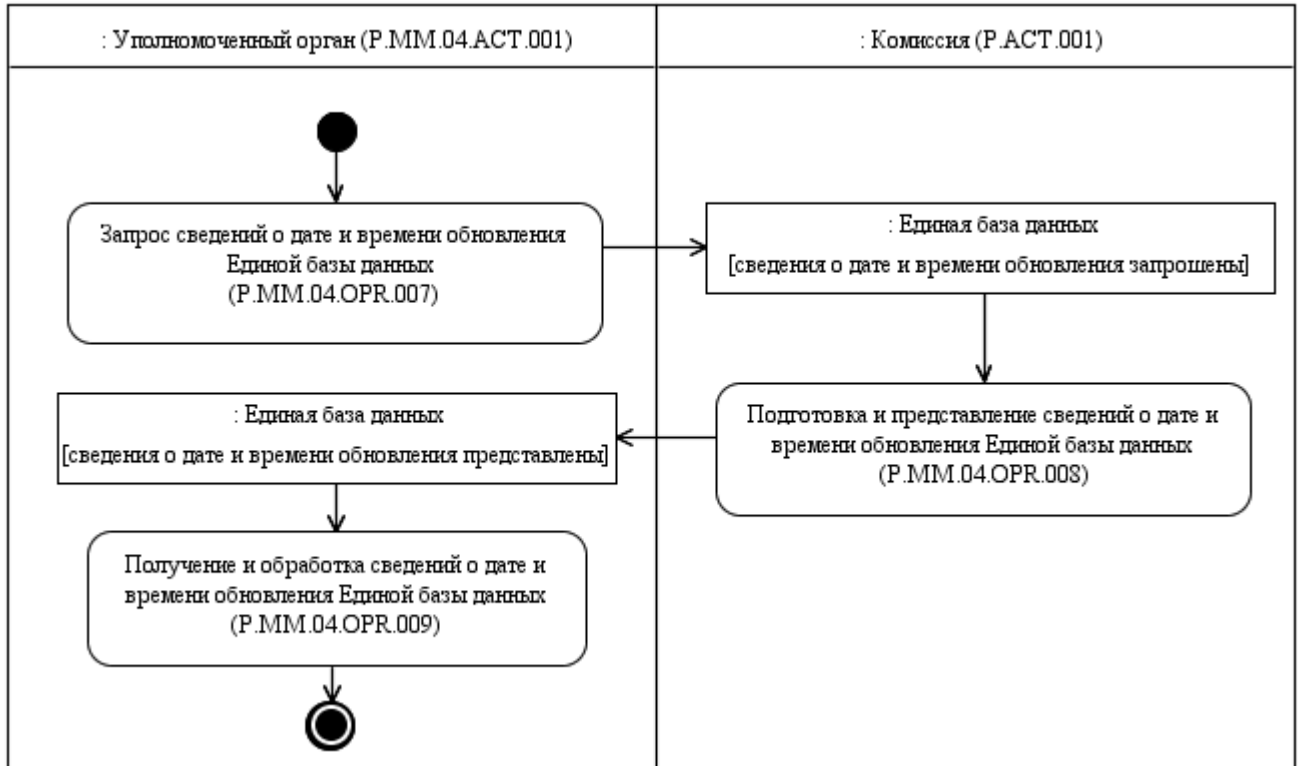 : Уполномоченный орган (P.MM.04.ACT.001)
: Комиссия (P.ACT.001)
Запрос сведений о дате и времени обновления
Единой базы данных
(P.MM.04.OPR.007)
: Единая база данных
[сведения о дате и времени обновления запрошены]
Подготовка и представление сведений о дате и
времени обновления Единой базы данных
(P.MM.04.OPR.008)
: Единая база данных
[сведения о дате и времени обновления представлены]
Получение и обработка сведений о дате и
времени обновления Единой базы данных
(P.MM.04.OPR.009)